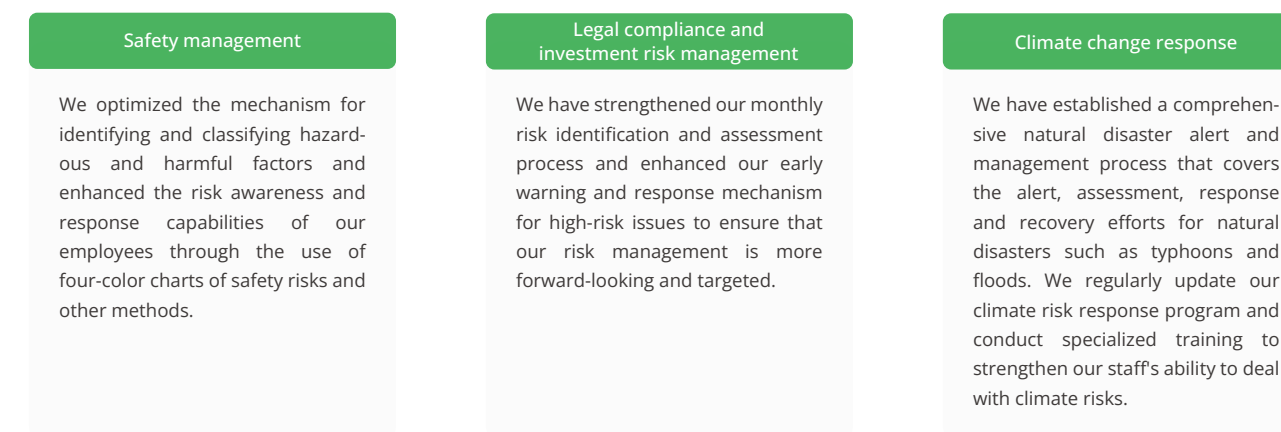 Safety management
We optimized the mechanism for
identifying and classifying hazard-
ous and harmful factors and
enhanced the risk awareness and
response capabilities of our
employees through the use of
four-color charts of safety risks and
other methods.
Legal compliance and
investment risk management
We have strengthened our monthly
risk identification and assessment
process and enhanced our early
warning and response mechanism
for high-risk issues to ensure that
our risk management is more
forward-looking and targeted.
Climate change response
We have established a comprehen-
sive natural disaster alert and
management process that covers
the alert, assessment, response
and recovery efforts for natural
disasters such as typhoons and
floods. We regularly update our
climate risk response program and
conduct specialized training to
strengthen our staff's ability to deal
with climate risks.